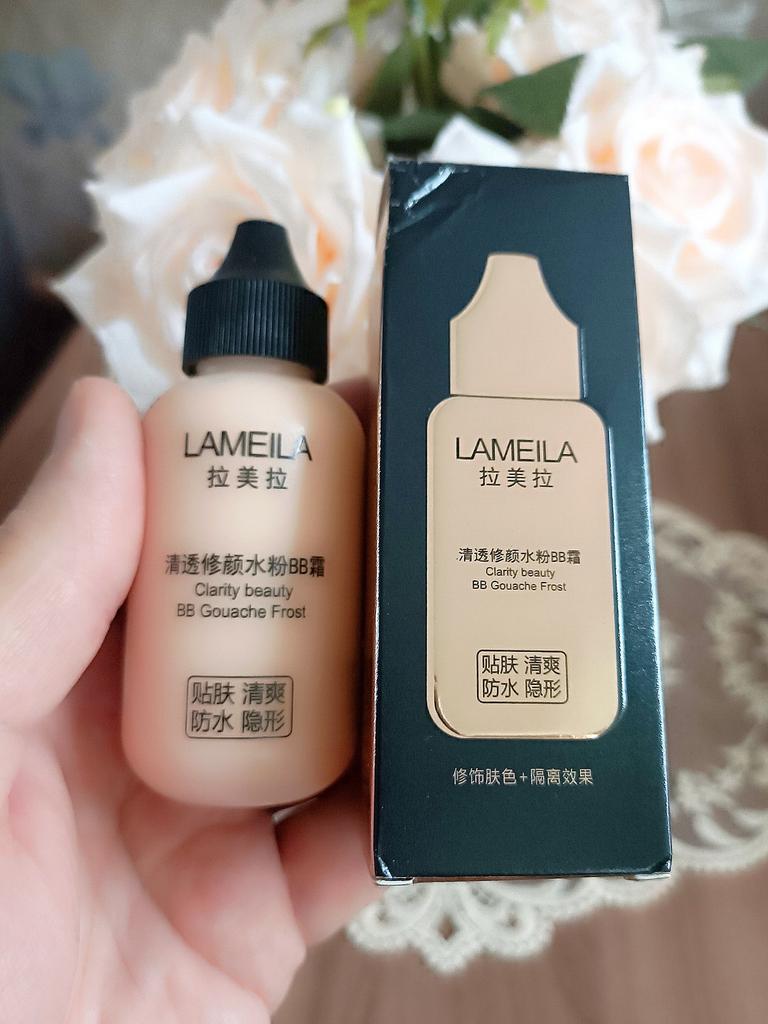 LAMEILA
拉美拉
清透修颜水粉BB霜
Clarity beauty
BB Gouache Frost
贴肤 清爽
防水 隐形
LAMEILA
拉美拉
清透修颜水粉BB霜
Clarity beauty
BB Gouache Frost
贴肤 清爽
防水 隐形
修饰肤色+隔离效果